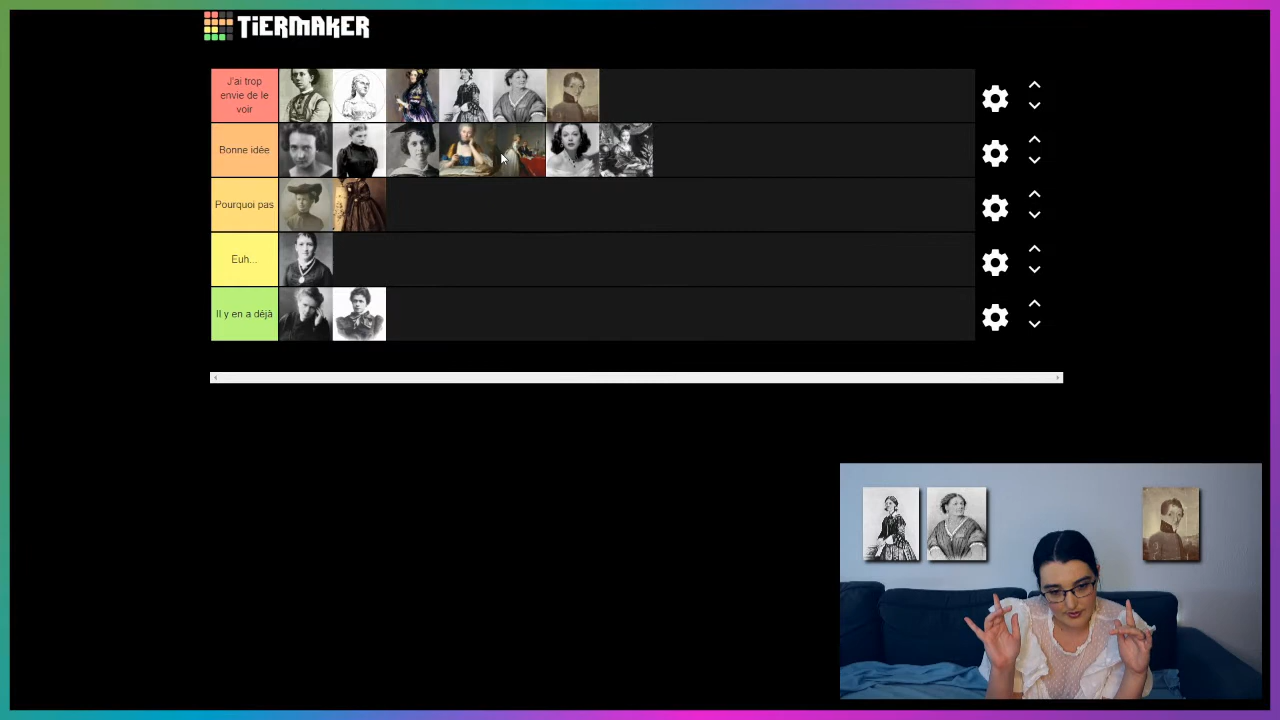 TiERMAKER
J'ai trop
envie de le
voir
Bonne idée
Pourquoi pas
Euh...
Il y en a déjà